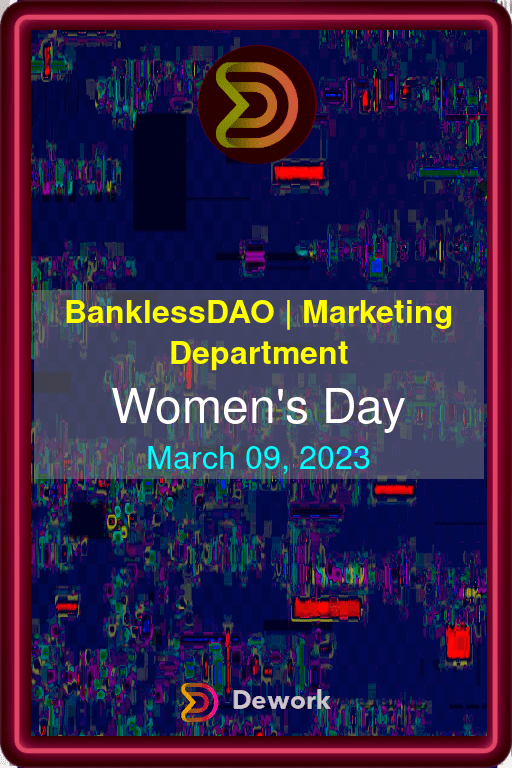 BanklessDAO | Marketing
Department
Women's Day
March 09, 2023
Dework